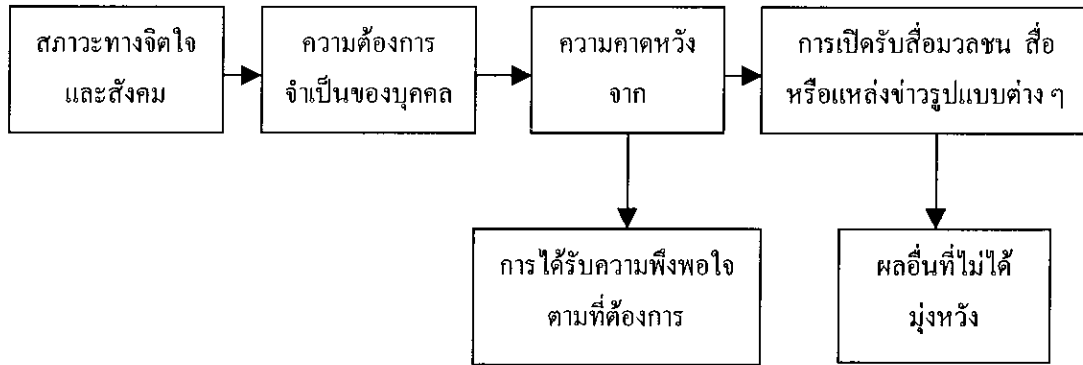 สภาวะทางจิตใจ
และสังคม
ความต้องการ
จำเป็นของบุคคล
ความคาดหวัง
จาก
การเปิดรับสื่อมวลชน สื่อ
หรือแหล่งข่าวรูปแบบต่าง ๆ
การได้รับความพึงพอใจ
ตามที่ต้องการ
ผลอื่นที่ไม่ได้
มุ่งหวัง